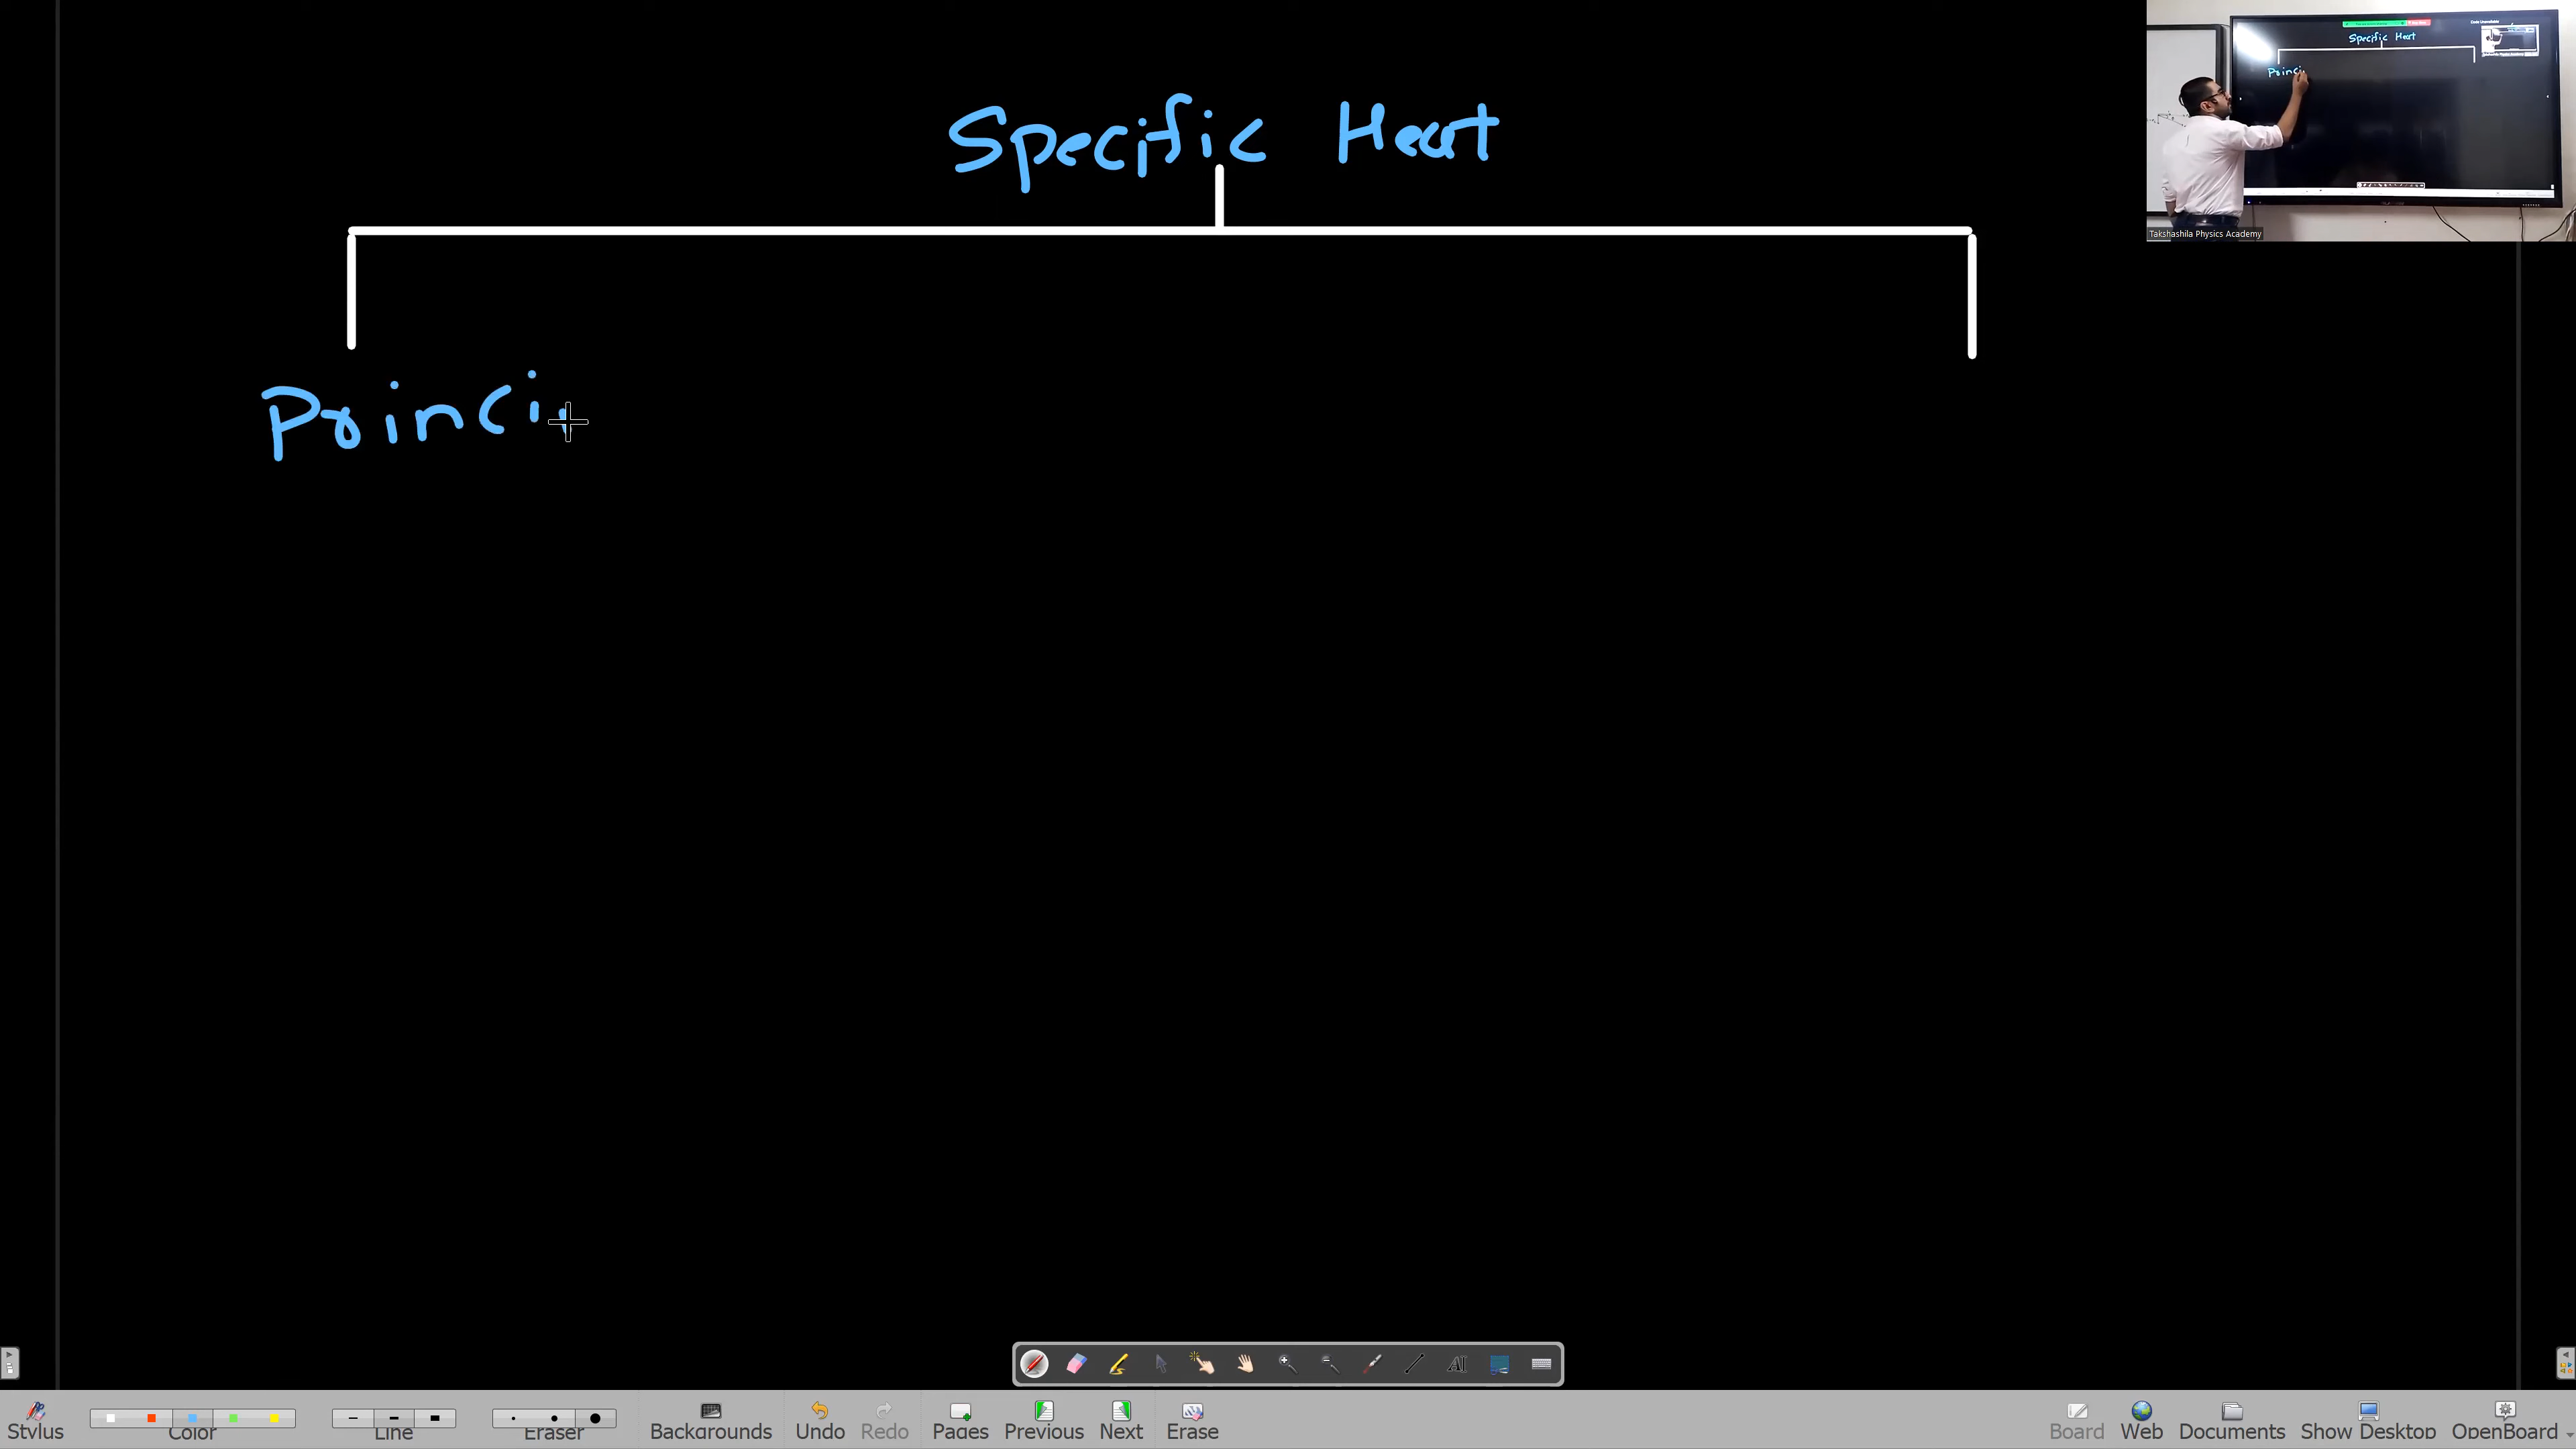 Specific Heat
Princi
Takshashila Physics Academy
Stylus
Color
Line
Eraser
Backgrounds
Undo
Redo
Pages
Previous
Next
Erase
Board
Web
Documents
Show Desktop
OpenBoard